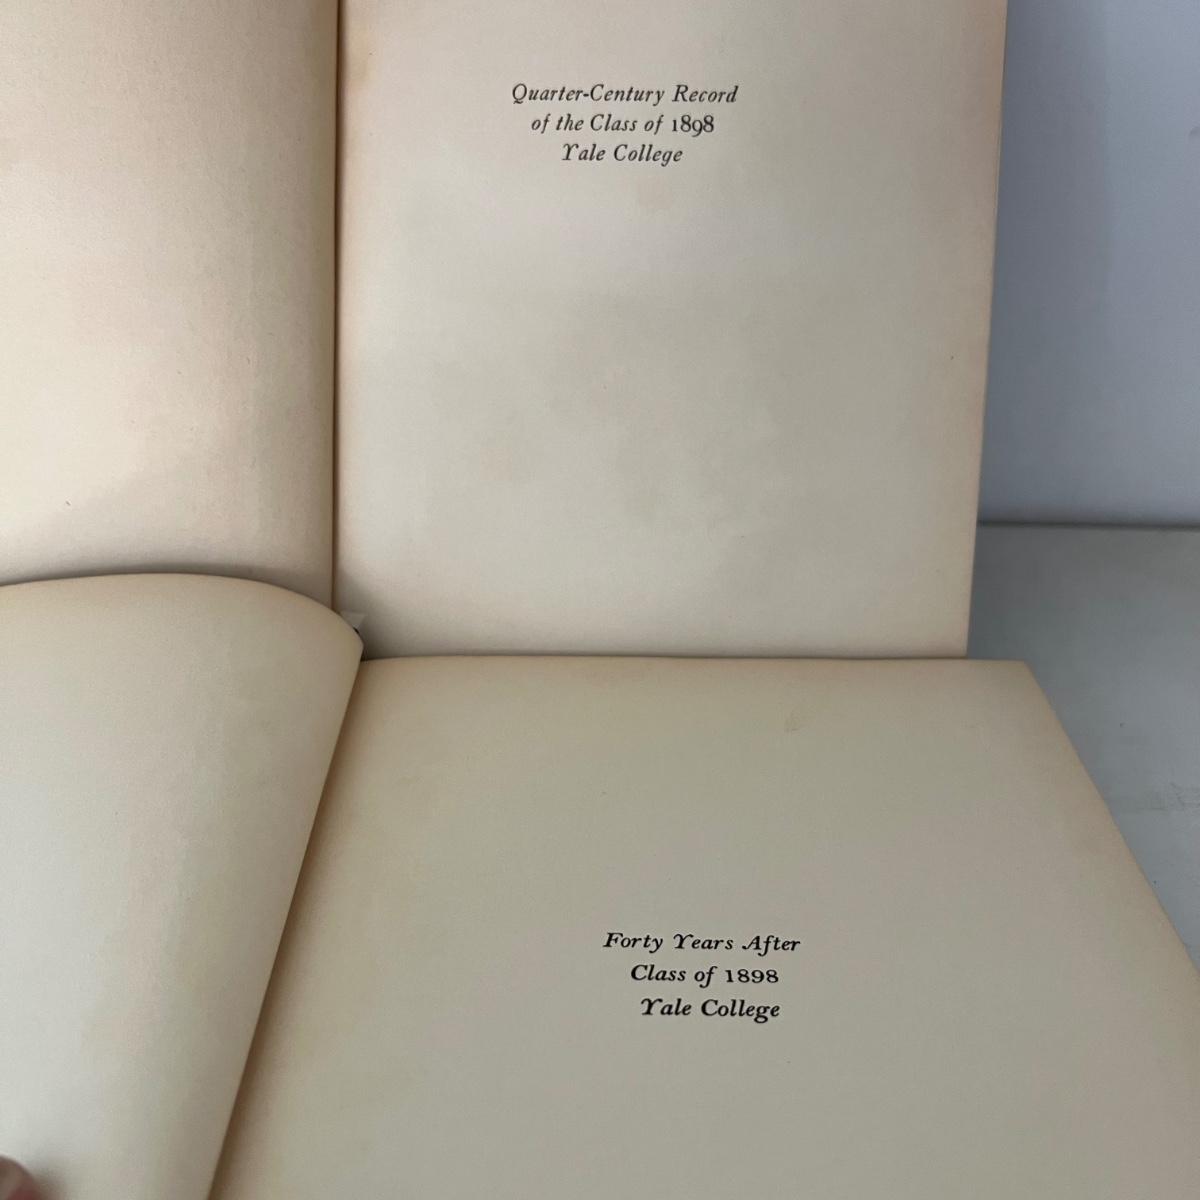 Quarter-Century Record
of the Class of 1898
Yale College
Forty Years After
Class of 1898
Yale College